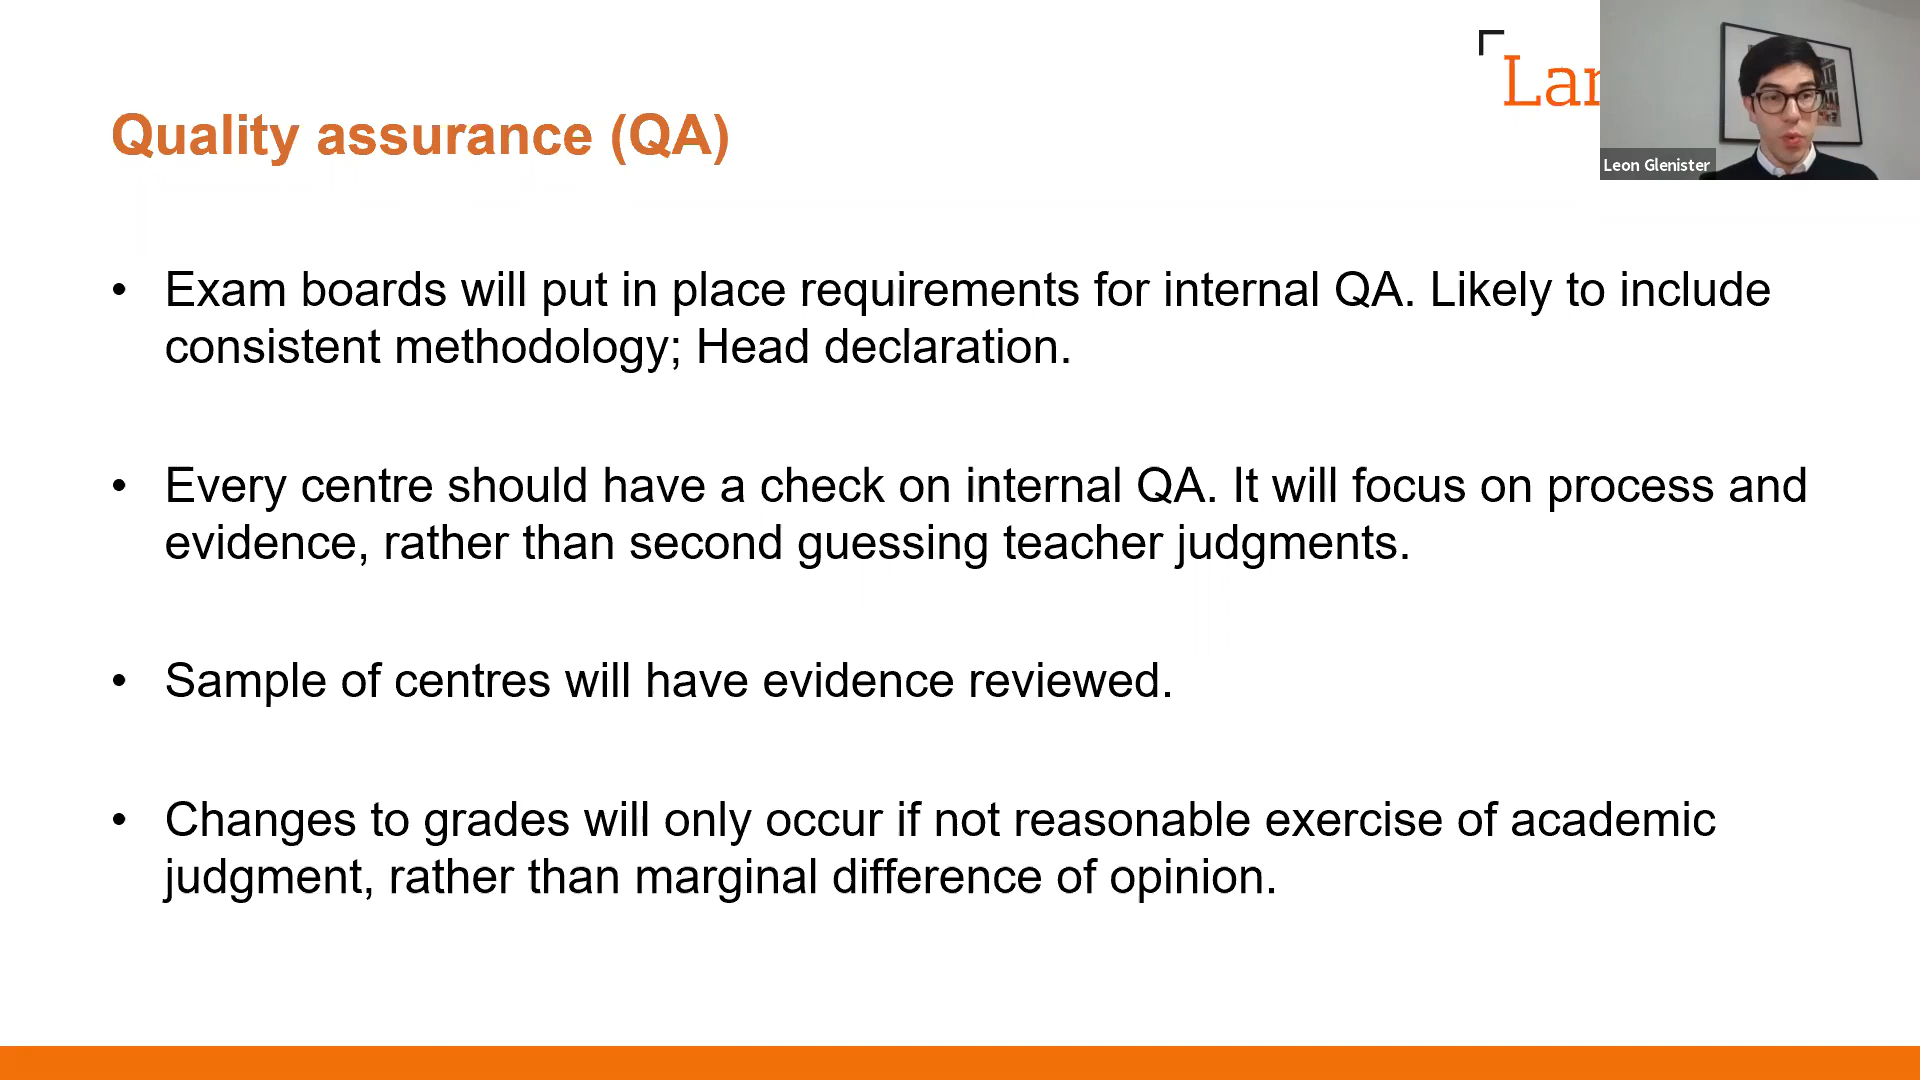 Quality assurance (QA)
Leon Glenister
• Exam boards will put in place requirements for internal QA. Likely to include
consistent methodology; Head declaration.
• Every centre should have a check on internal QA. It will focus on process and
evidence, rather than second guessing teacher judgments.
• Sample of centres will have evidence reviewed.
• Changes to grades will only occur if not reasonable exercise of academic
judgment, rather than marginal difference of opinion.